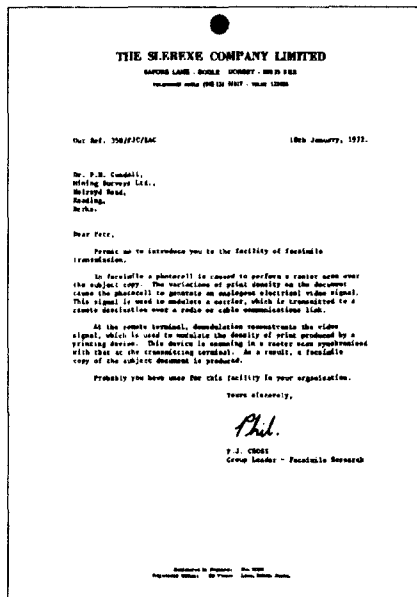 THE SLEREXE COMPANY LIMITED
SAPORS LANE - BOOLE - DORSET - BH25 8ER
Our Ref. 350/PJC/EAC 18th January, 1972.
Dr. P.N. Cundall,
Mining Surveys Ltd.,
Holroyd Road,
Reading,
Berks.
Dear Pete,
Permit me to introduce you to the facility of facsimile
transmission.
In facsimile a photocell is caused to perform a raster scan over
the subject copy. The variations of print density on the document
cause the photocell to generate an analogous electrical video signal.
This signal is used to modulate a carrier, which is transmitted to a
remote destination over a radio or cable communications link.
At the remote terminal, demodulation reconstructs the video
signal, which is used to modulate the density of print produced by a
printing device. This device is scanning in a raster scan synchronised
with that at the transmitting terminal. As a result, a facsimile
copy of the subject document is produced.
Probably you have uses for this facility in your organisation.
Yours sincerely,
Phil.
P.J. CROSS
Group Leader - Facsimile Research